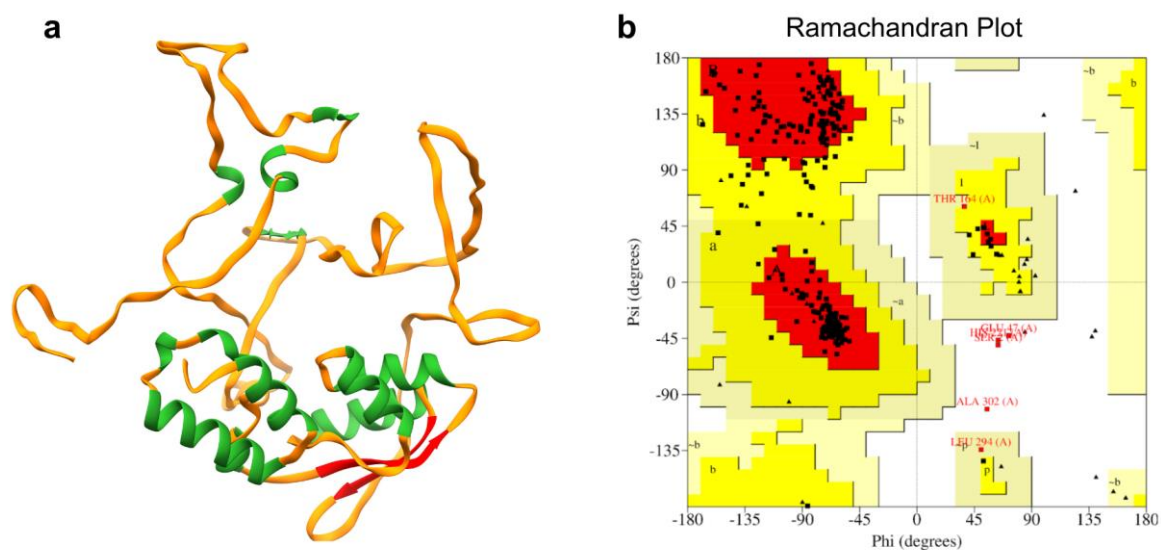 a
b
Ramachandran Plot
180
B
~b
b
b
~b
135
~l
90
l
THR 164 (A)
45
a
0
A
~a
GLU 47 (A)
-45
-90
ALA 302 (A)
-135
LEU 294 (A)
~b
~p
b
p
~b
-180
-135
-90
-45
0
45
90
135
180
Psi (degrees)
Phi (degrees)